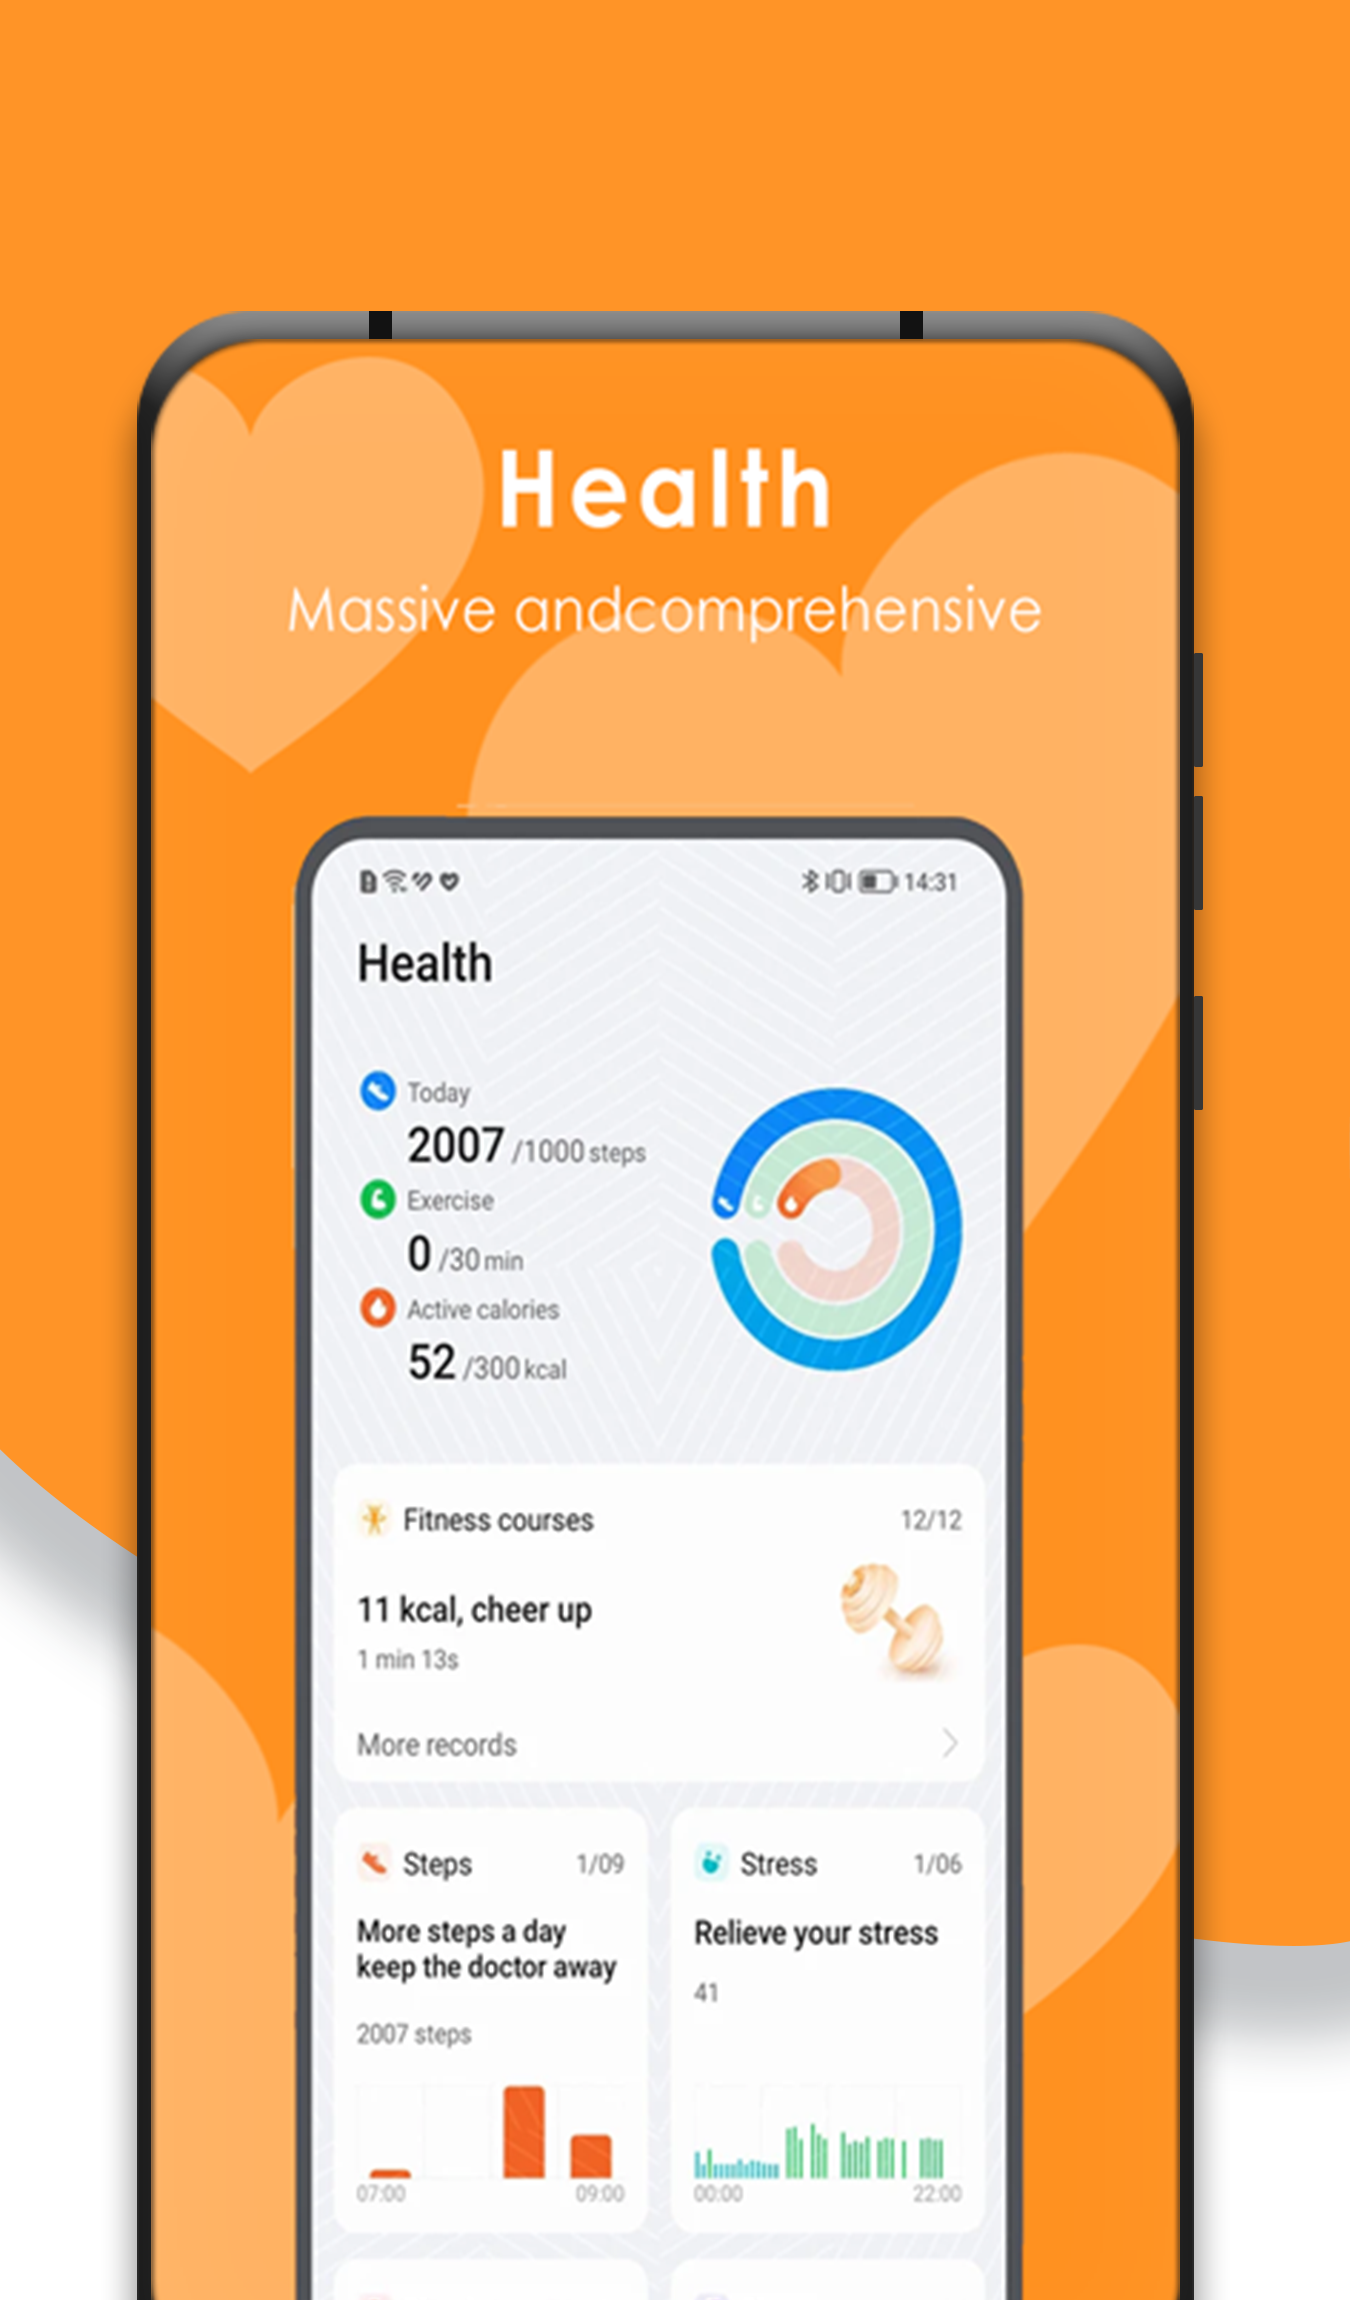 Health
Massive andcomprehensive
14:31
Health
Today
2007 /1000 steps
Exercise
0 /30 min
Active calories
52 /300 kcal
Fitness courses 12/12
11 kcal, cheer up
1 min 13s
More records
Steps 1/09
More steps a day
keep the doctor away
2007 steps
07:00 09:00
Stress 1/06
Relieve your stress
41
00:00 22:00